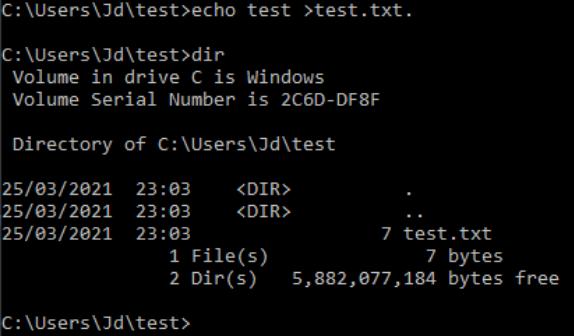 C:\Users\Jd\test>echo test >test.txt.
C:\Users\Jd\test>dir
 Volume in drive C is Windows
 Volume Serial Number is 2C6D-DF8F
 Directory of C:\Users\Jd\test
25/03/2021  23:03    <DIR>          .
25/03/2021  23:03    <DIR>          ..
25/03/2021  23:03                 7 test.txt
               1 File(s)              7 bytes
               2 Dir(s)   5,882,077,184 bytes free
C:\Users\Jd\test>